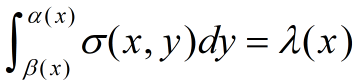 ∫_{β(x)}^{α(x)} σ(x, y)dy = λ(x)